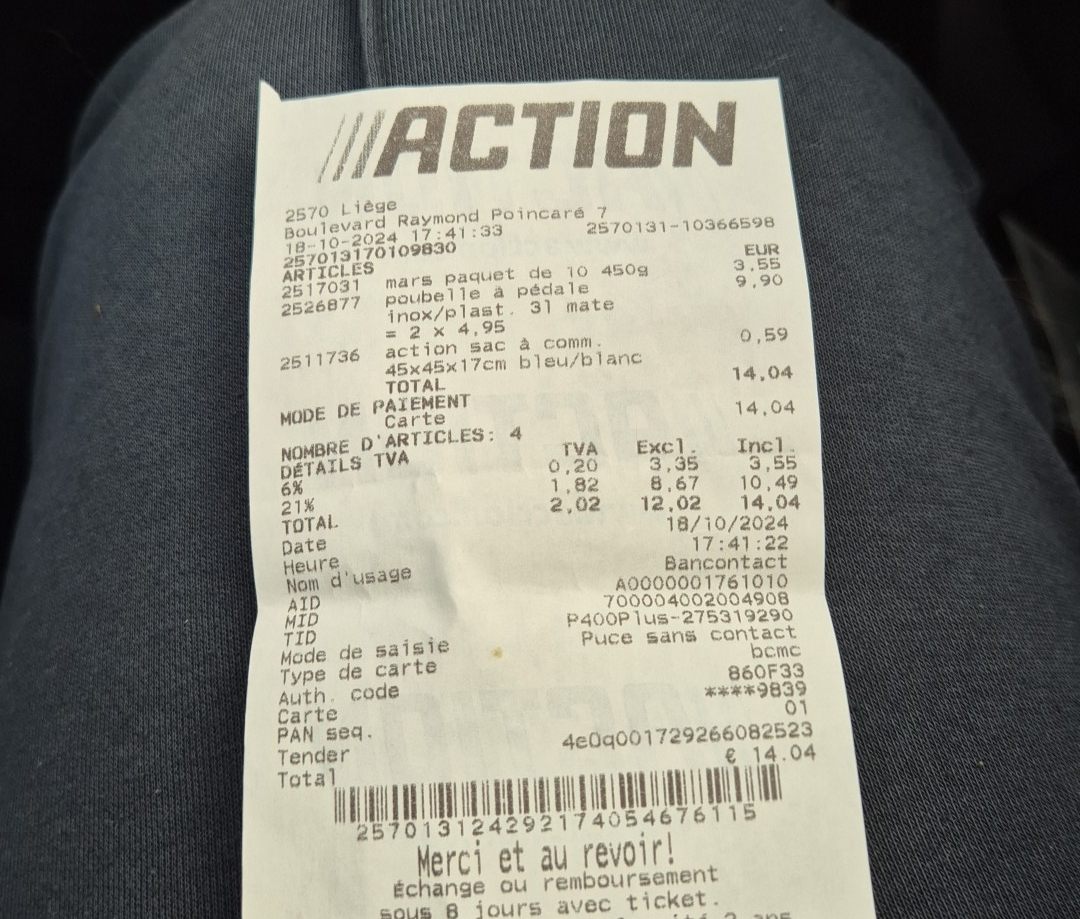 ///ACTION
2570 Liège
Boulevard Raymond Poincaré 7
18-10-2024 17:41:33 2570131-10366598
257013170109830
ARTICLES EUR
2517031 mars paquet de 10 450g 3,55
2526877 poubelle à pédale 9,90
inox/plast. 3l mate
= 2 x 4,95
2511736 action sac à comm. 0,59
45x45x17cm bleu/blanc
TOTAL 14,04
MODE DE PAIEMENT
Carte 14,04
NOMBRE D'ARTICLES: 4
DÉTAILS TVA TVA Excl. Incl.
6% 0,20 3,35 3,55
21% 1,82 8,67 10,49
TOTAL 2,02 12,02 14,04
Date 18/10/2024
Heure 17:41:22
Nom d'usage Bancontact
AID A0000001761010
MID 700004002004908
TID P400Plus-275319290
Mode de saisie Puce sans contact
Type de carte bcmc
Auth. code 860F33
Carte ****9839
PAN seq. 01
Tender 4e0q001729266082523
Total € 14.04
2570131242921740546​76115
Merci et au revoir!
Échange ou remboursement
sous 8 jours avec ticket.
2 ans